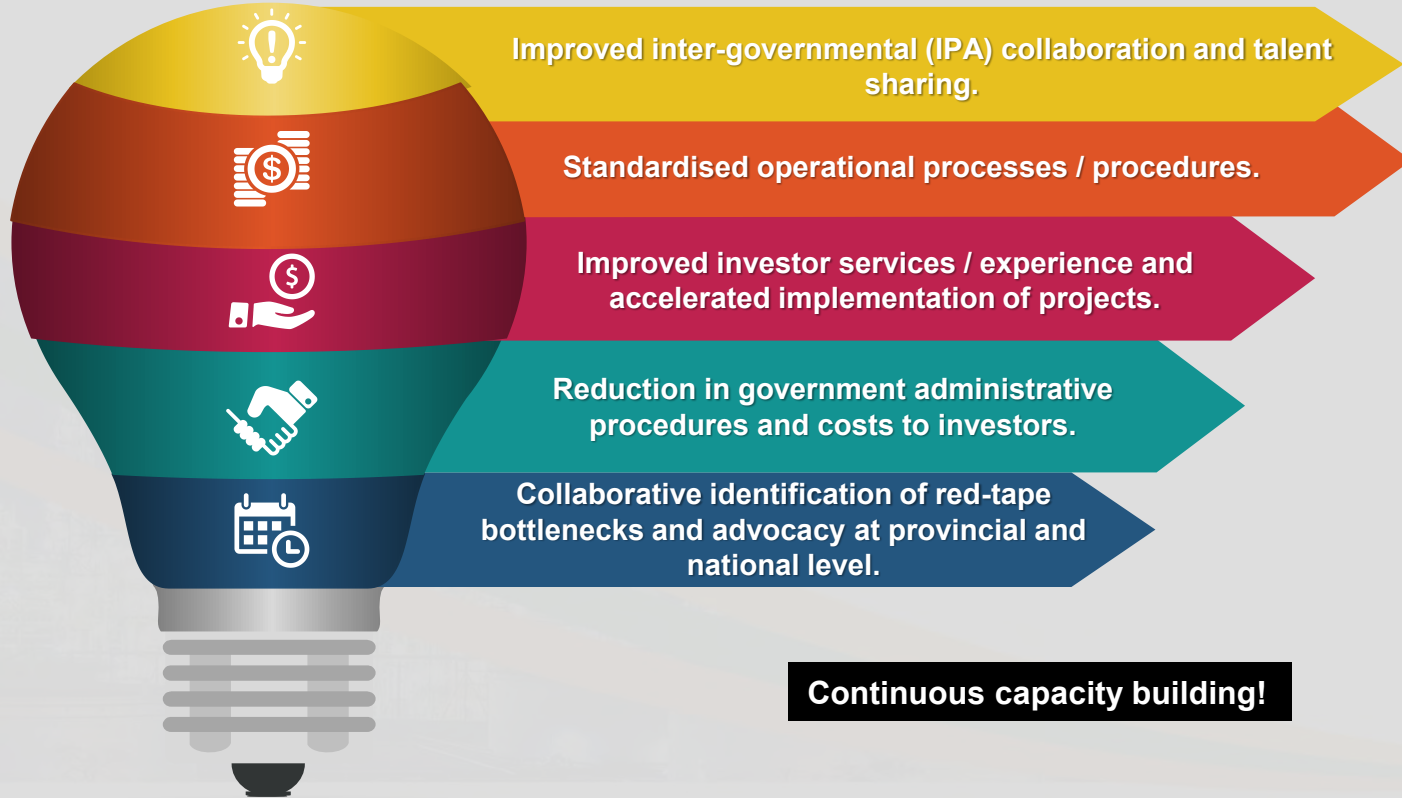 Improved inter-governmental (IPA) collaboration and talent
sharing.
Standardised operational processes / procedures.
Improved investor services / experience and
accelerated implementation of projects.
Reduction in government administrative
procedures and costs to investors.
Collaborative identification of red-tape
bottlenecks and advocacy at provincial and
national level.
Continuous capacity building!